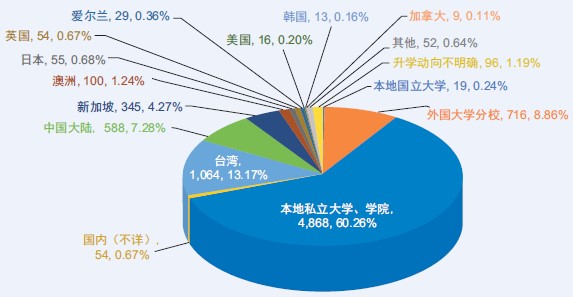 爱尔兰, 29, 0.36%
韩国, 13, 0.16%
加拿大, 9, 0.11%
英国, 54, 0.67%
美国, 16, 0.20%
其他, 52, 0.64%
日本, 55, 0.68%
升学动向不明确, 96, 1.19%
澳洲, 100, 1.24%
本地国立大学, 19, 0.24%
新加坡, 345, 4.27%
外国大学分校, 716, 8.86%
中国大陆, 588, 7.28%
台湾,
1,064, 13.17%
本地私立大学、学院,
4,868, 60.26%
国内（不详）,
54, 0.67%